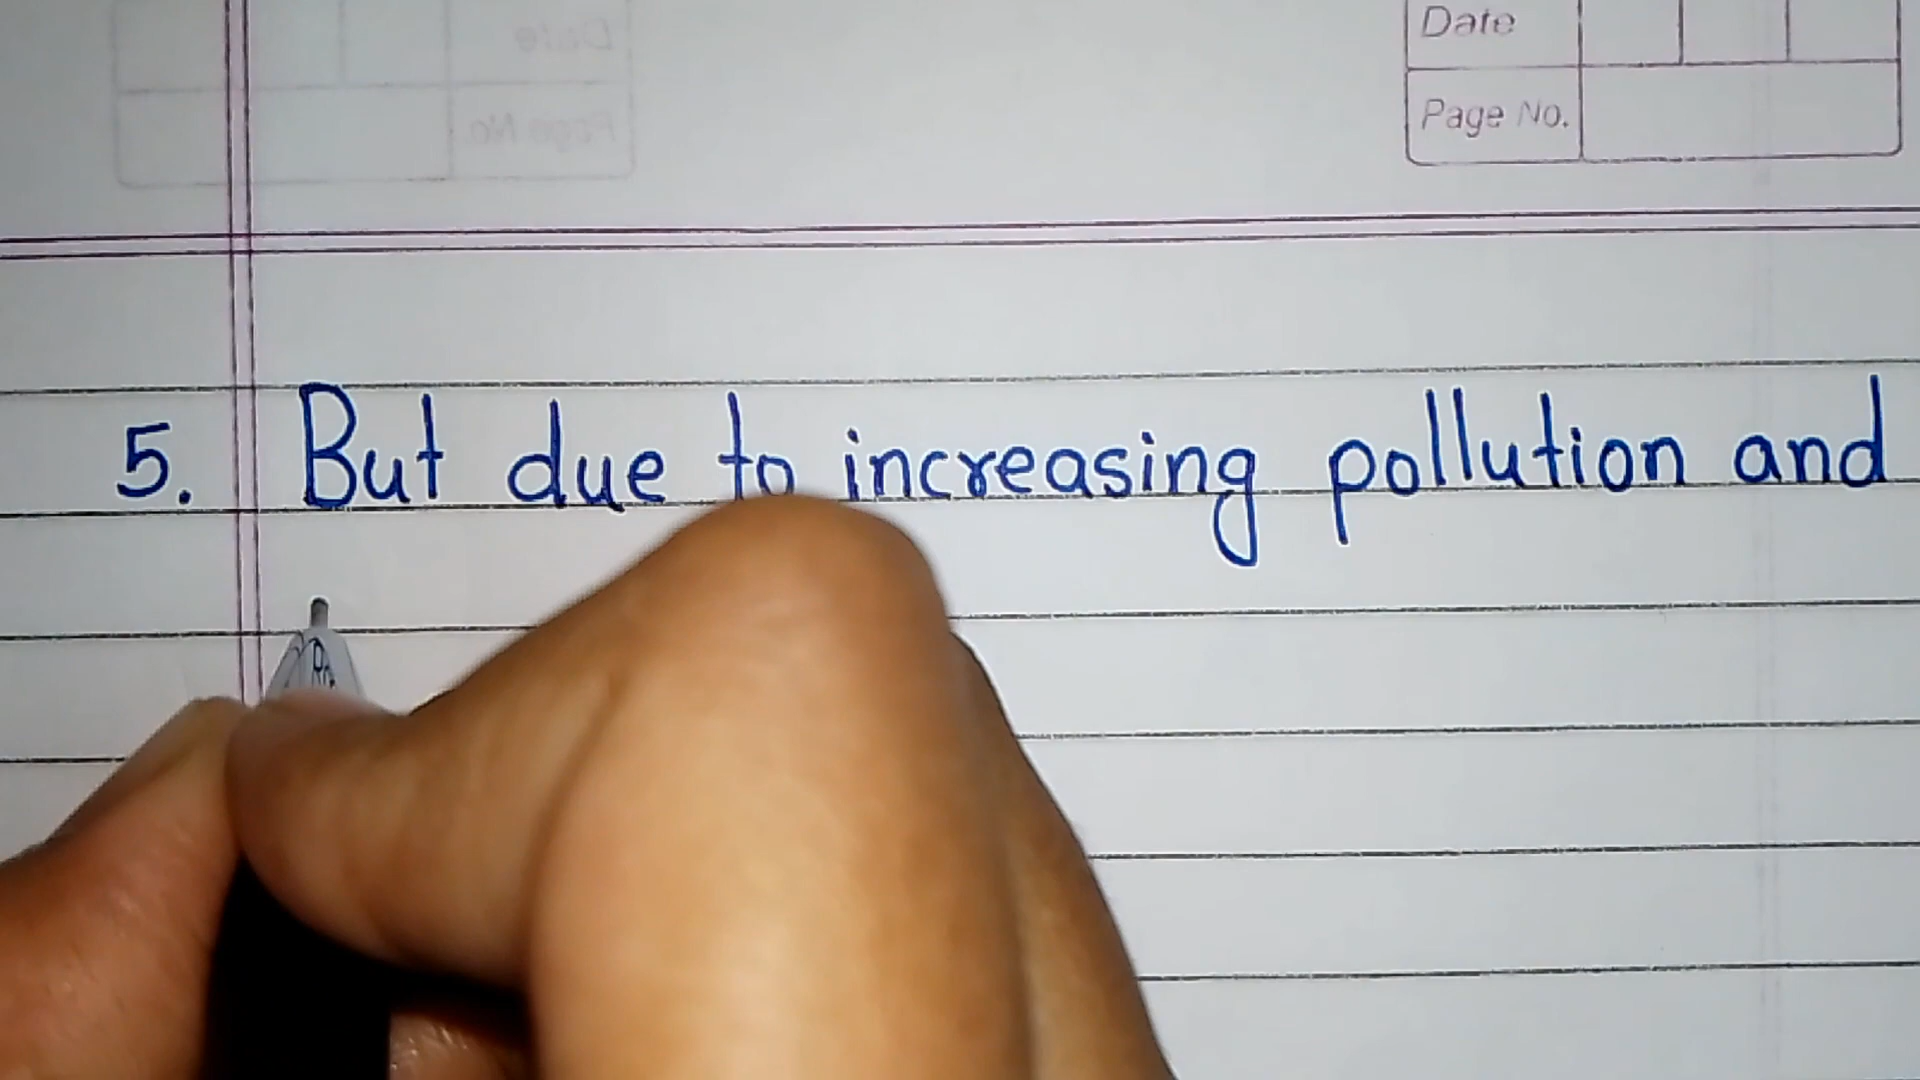 Date
Page No.
5. But due to increasing pollution and